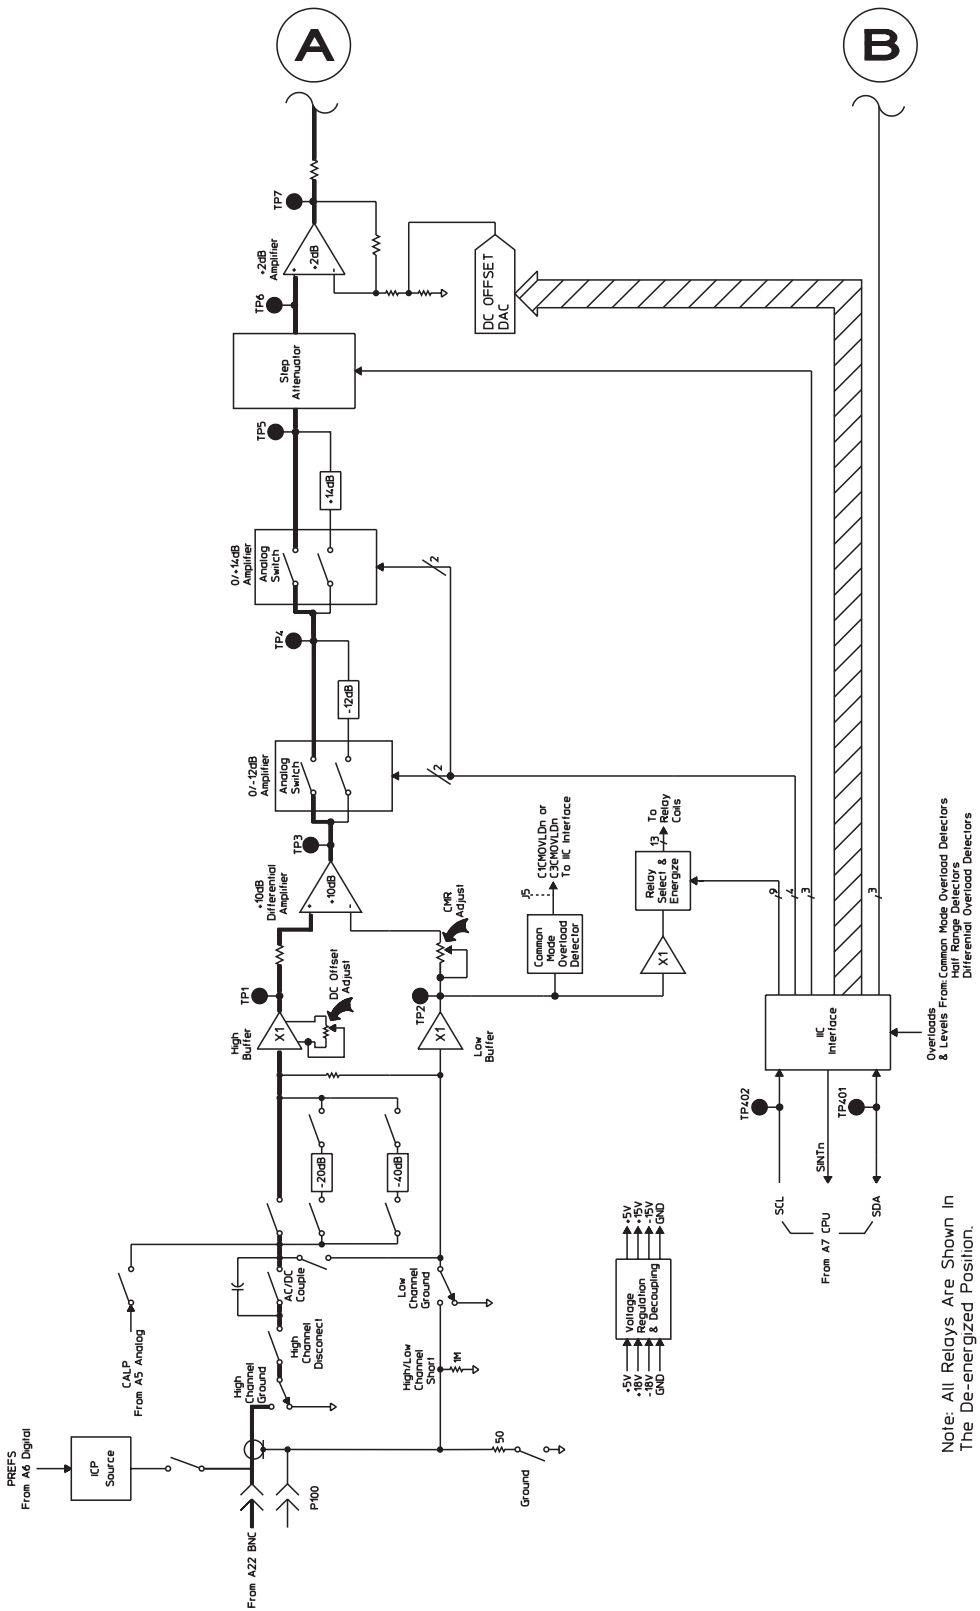 A
B
TP7
+2dB
Amplifier
+2dB
+
-
TP6
DC OFFSET
DAC
Step
Attenuator
TP5
+14dB
0/+14dB
Amplifier
Analog
Switch
2
TP4
-12dB
0/-12dB
Amplifier
Analog
Switch
2
TP3
+10dB
Differential
Amplifier
+10dB
+
-
CMR
Adjust
J5
C1CMOVLDn or
C3CMOVLDn
To IIC Interface
13
To
Relay
Coils
Common
Mode
Overload
Detector
Relay
Select &
Energize
X1
9
4
3
3
TP1
DC Offset
Adjust
High
Buffer
X1
TP2
X1
Low
Buffer
IIC
Interface
Overloads
& Levels From:
Common Mode Overload Detectors
Half Range Detectors
Differential Overload Detectors
TP402
TP401
SINTn
SCL
SDA
From A7 CPU
-20dB
-40dB
CALP
From A5 Analog
AC/DC
Couple
High
Channel
Disconect
High
Channel
Ground
Low
Channel
Ground
High/Low
Channel
Short
1M
+5V
+15V
-15V
GND
Voltage
Regulation
& Decoupling
+5V
+18V
-18V
GND
PREFS
From A6 Digital
ICP
Source
50
Ground
P100
From A22 BNC
Note: All Relays Are Shown In
The De-energized Position.